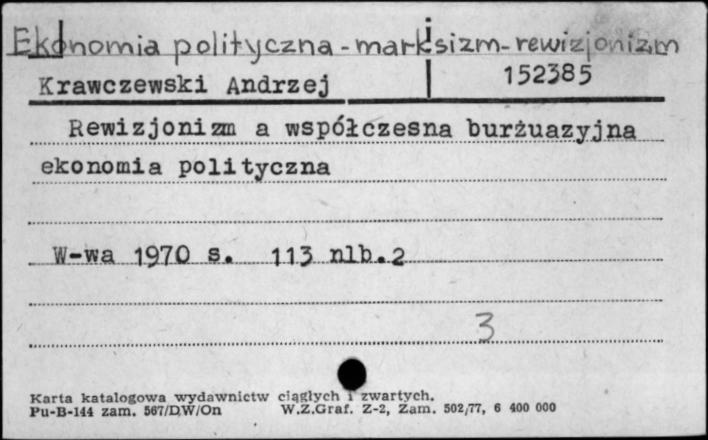 Ekonomia polityczna - marksizm - rewizjonizm
Krawczewski Andrzej
152385
Rewizjonizm a współczesna burżuazyjna
ekonomia polityczna
W-wa 1970 s. 113 nlb.2
3
Karta katalogowa wydawnictw ciągłych i zwartych.
Pu-B-144 zam. 567/D,W/On W.Z.Graf. Z-2, Zam. 502/77, 6 400 000